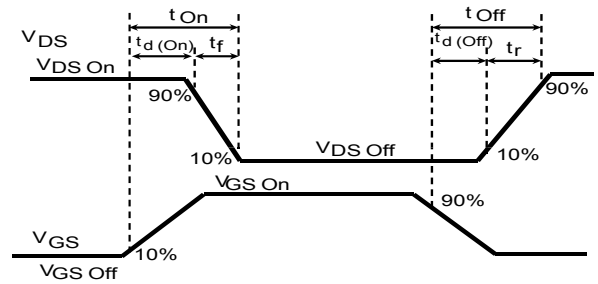 t On
t Off
VDS
td (On)
tf
td (Off)
tr
VDS On
90%
90%
10%
VDS Off
10%
VGS On
90%
VGS
10%
VGS Off